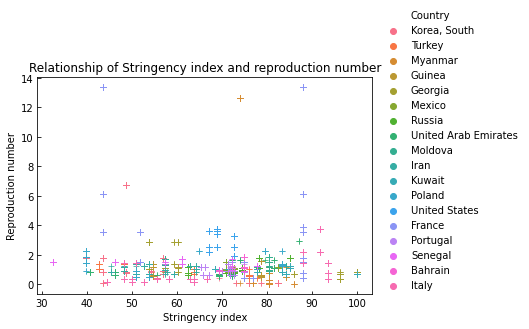 Country
Korea, South
Turkey
Myanmar
Guinea
Georgia
Mexico
Russia
United Arab Emirates
Moldova
Iran
Kuwait
Poland
United States
France
Portugal
Senegal
Bahrain
Italy
Relationship of Stringency index and reproduction number
14
12
10
8
6
4
2
0
Reproduction number
30 40 50 60 70 80 90 100
Stringency index